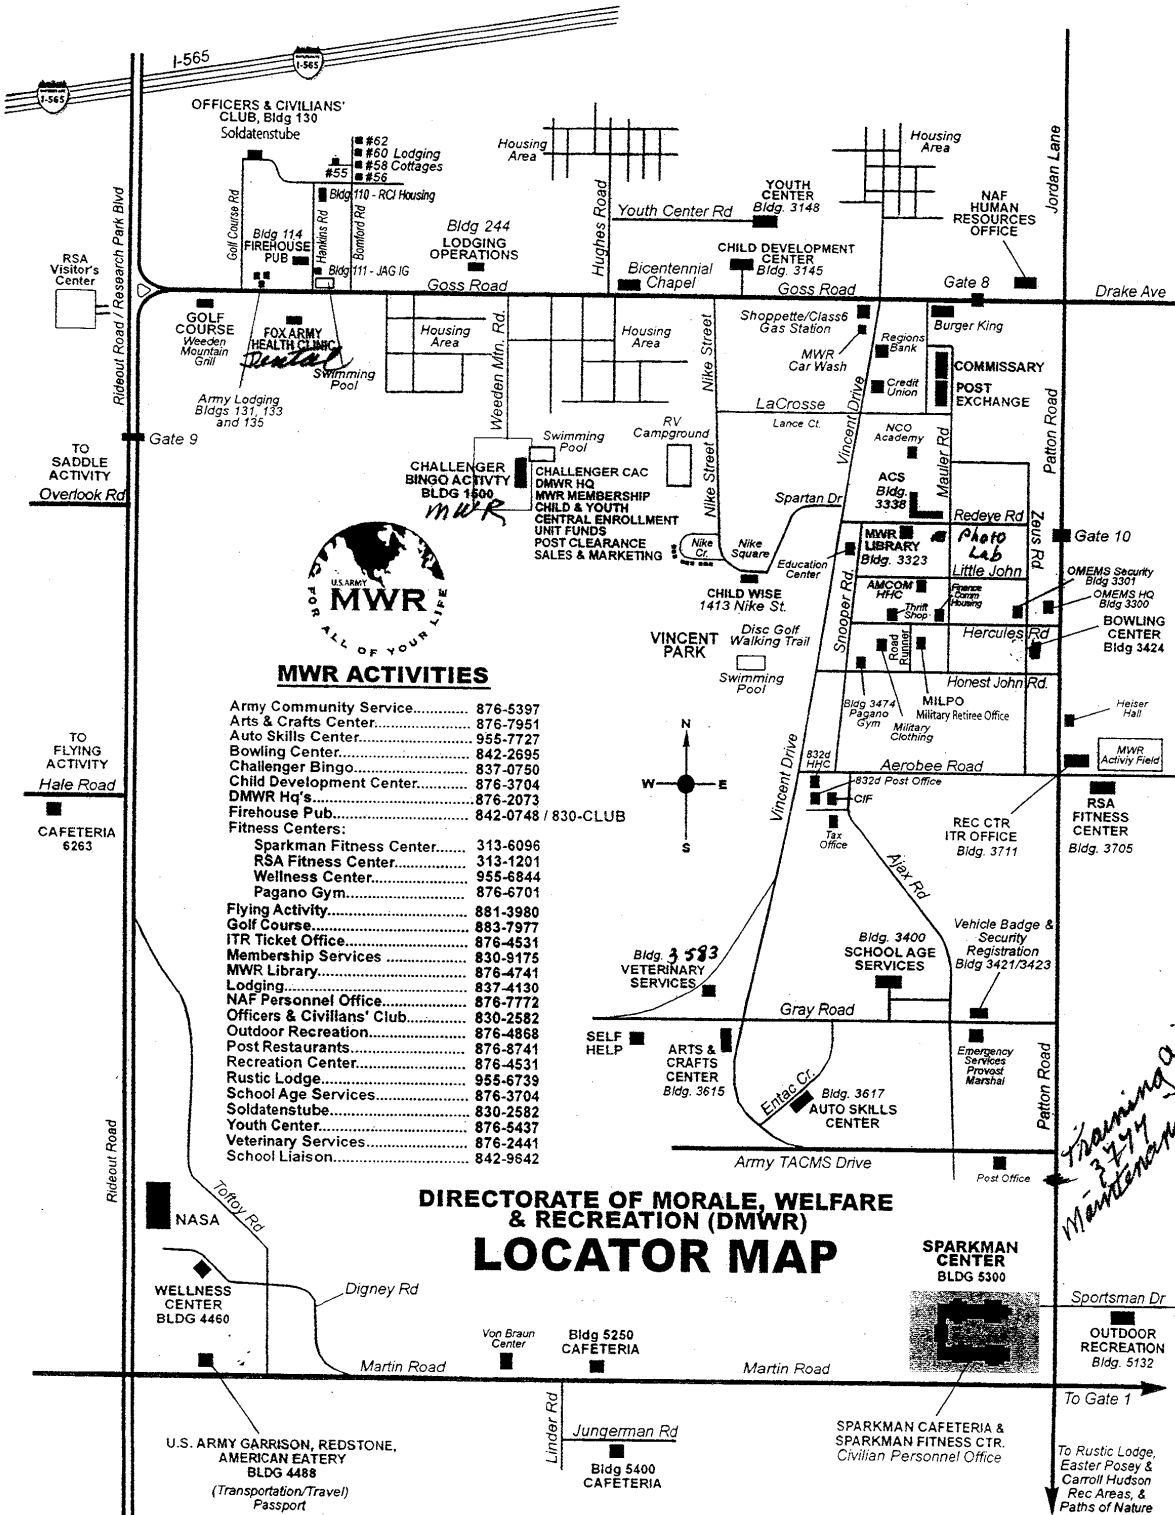 I-565
I-565
I-565
OFFICERS & CIVILIANS'
CLUB, Bldg 130
Soldatenstube
#62
#60 Lodging
#58 Cottages
#56
#55
Bldg 110 - RCI Housing
Golf Course Rd
Hankins Rd
Bomford Rd
Bldg 114
FIREHOUSE
PUB
Bldg 111 - JAG IG
Bldg 244
LODGING
OPERATIONS
Goss Road
Housing
Area
Hughes Road
Youth Center Rd
YOUTH
CENTER
Bldg. 3148
CHILD DEVELOPMENT
CENTER
Bldg. 3145
Bicentennial
Chapel
Goss Road
Housing
Area
NAF
HUMAN
RESOURCES
OFFICE
Jordan Lane
Gate 8
Drake Ave
RSA
Visitor's
Center
Rideout Road / Research Park Blvd
GOLF
COURSE
Weeden
Mountain
Grill
FOX ARMY
HEALTH CLINIC
Dental
Swimming
Pool
Army Lodging
Bldgs 131, 133
and 135
Housing
Area
Weeden Mtn. Rd.
Housing
Area
Nike Street
Shoppette/Class6
Gas Station
MWR
Car Wash
Regions
Bank
Credit
Union
Burger King
COMMISSARY
POST
EXCHANGE
LaCrosse
Lance Ct.
Vincent Drive
Patton Road
Gate 9
TO
SADDLE
ACTIVITY
Overlook Rd
CHALLENGER
BINGO ACTIVTY
BLDG 1500
MWR
Swimming
Pool
CHALLENGER CAC
DMWR HQ
MWR MEMBERSHIP
CHILD & YOUTH
CENTRAL ENROLLMENT
UNIT FUNDS
POST CLEARANCE
SALES & MARKETING
RV
Campground
Nike Street
NCO
Academy
Mauler Rd
ACS
Bldg.
3338
Spartan Dr
Redeye Rd
Zeus Rd
Gate 10
Nike
Cr.
Nike
Square
Education
Center
MWR
LIBRARY
Bldg. 3323
Photo
Lab
Little John
CHILD WISE
1413 Nike St.
Snooper Rd.
AMCOM
HHC
Thrift
Shop
Finance
Comm
Housing
OMEMS Security
Bldg 3301
OMEMS HQ
Bldg 3300
Hercules Rd
BOWLING
CENTER
Bldg 3424
VINCENT
PARK
Disc Golf
Walking Trail
Swimming
Pool
Road
Runner
Honest John Rd.
Bldg 3474
Pagano
Gym
Military
Clothing
MILPO
Military Retiree Office
Heiser
Hall
MWR
Activiy Field
U.S. ARMY
MWR
FOR ALL OF YOUR LIFE
MWR ACTIVITIES
Army Community Service............. 876-5397
Arts & Crafts Center..................... 876-7951
Auto Skills Center......................... 955-7727
Bowling Center............................. 842-2695
Challenger Bingo.......................... 837-0750
Child Development Center........... 876-3704
DMWR Hq's................................... 876-2073
Firehouse Pub.............................. 842-0748 / 830-CLUB
Fitness Centers:
Sparkman Fitness Center....... 313-6096
RSA Fitness Center................. 313-1201
Wellness Center....................... 955-6844
Pagano Gym............................. 876-6701
Flying Activity............................... 881-3980
Golf Course................................... 883-7977
ITR Ticket Office........................... 876-4531
Membership Services .................. 830-9175
MWR Library.................................. 876-4741
Lodging......................................... 837-4130
NAF Personnel Office................... 876-7772
Officers & Civilians' Club............. 830-2582
Outdoor Recreation...................... 876-4868
Post Restaurants.......................... 876-8741
Recreation Center......................... 876-4531
Rustic Lodge................................. 955-6739
School Age Services..................... 876-3704
Soldatenstube............................... 830-2582
Youth Center................................. 876-5437
Veterinary Services....................... 876-2441
School Liaison............................... 842-9642
N
W
E
S
TO
FLYING
ACTIVITY
Hale Road
CAFETERIA
6263
Vincent Drive
832d
HHC
Aerobee Road
832d Post Office
CIF
Tax
Office
Ajax Rd
REC CTR
ITR OFFICE
Bldg. 3711
RSA
FITNESS
CENTER
Bldg. 3705
Bldg. 3583
VETERINARY
SERVICES
Bldg. 3400
SCHOOL AGE
SERVICES
Vehicle Badge &
Security
Registration
Bldg 3421/3423
Gray Road
SELF
HELP
ARTS &
CRAFTS
CENTER
Bldg. 3615
Entac Cr.
Bldg. 3617
AUTO SKILLS
CENTER
Emergency
Services
Provost
Marshal
Patton Road
Army TACMS Drive
Post Office
Training
3777
Rideout Road
NASA
Toftoy Rd
DIRECTORATE OF MORALE, WELFARE
& RECREATION (DMWR)
LOCATOR MAP
WELLNESS
CENTER
BLDG 4460
Digney Rd
SPARKMAN
CENTER
BLDG 5300
Sportsman Dr
OUTDOOR
RECREATION
Bldg. 5132
Martin Road
Von Braun
Center
Bldg 5250
CAFETERIA
Martin Road
To Gate 1
U.S. ARMY GARRISON, REDSTONE,
AMERICAN EATERY
BLDG 4488
(Transportation/Travel)
Passport
Linder Rd
Jungerman Rd
Bldg 5400
CAFETERIA
SPARKMAN CAFETERIA &
SPARKMAN FITNESS CTR.
Civilian Personnel Office
To Rustic Lodge,
Easter Posey &
Carroll Hudson
Rec Areas, &
Paths of Nature